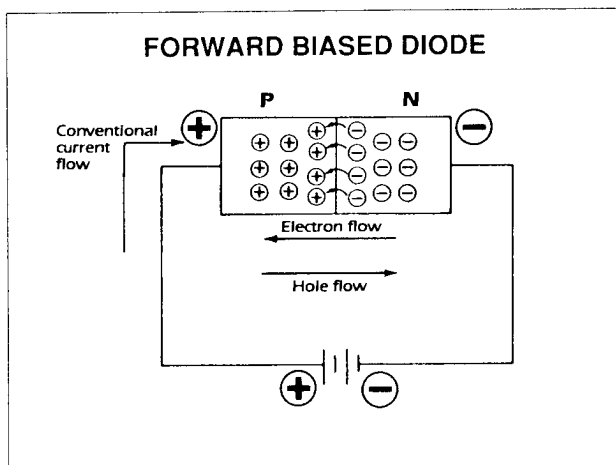 FORWARD BIASED DIODE
P N
+ −
Conventional
current
flow
+ + + − − −
+ + + − − −
+ + + − − −
+ −
Electron flow
Hole flow
+ −